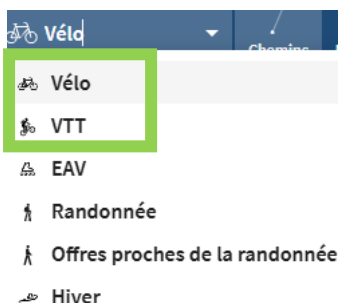 Vélo
Chemins
Vélo
VTT
EAV
Randonnée
Offres proches de la randonnée
Hiver